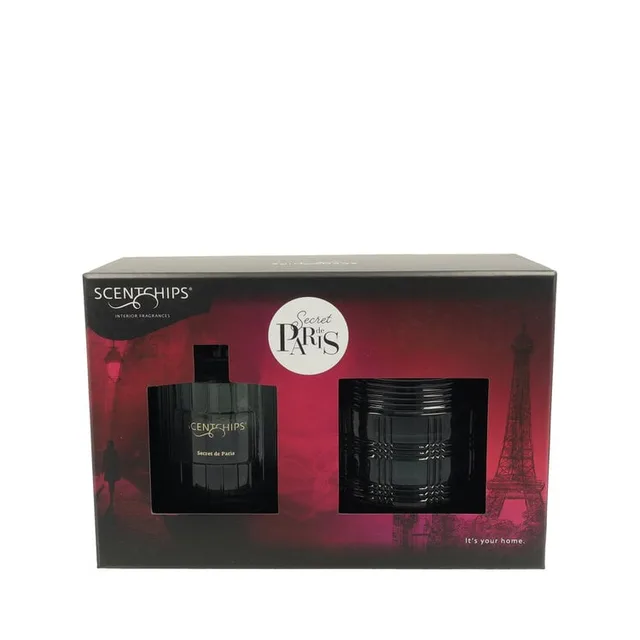 SCENTCHIPS®
INTERIOR FRAGRANCES
Secret
de
PARIS
SCENTCHIPS
Secret de Paris
It's your home.